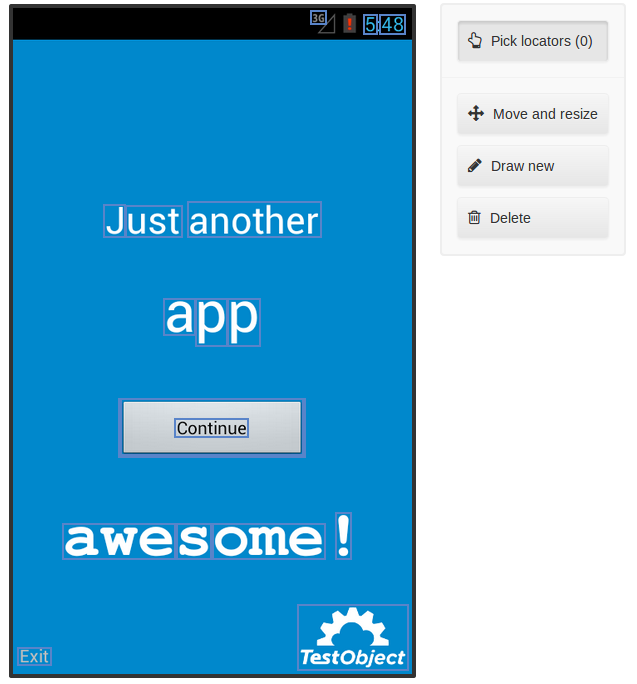 3G 5:48
Just another
app
Continue
awesome!
Exit
TestObject
Pick locators (0)
Move and resize
Draw new
Delete